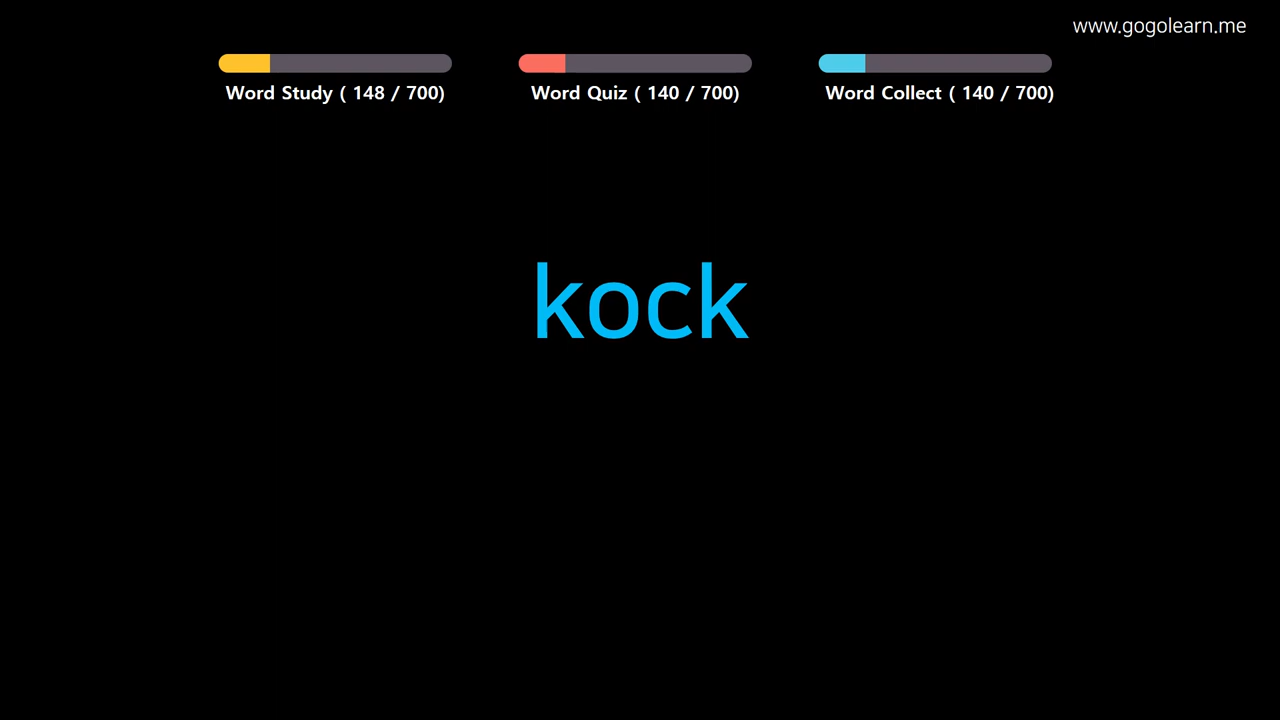 www.gogolearn.me
Word Study ( 148 / 700)
Word Quiz ( 140 / 700)
Word Collect ( 140 / 700)
kock